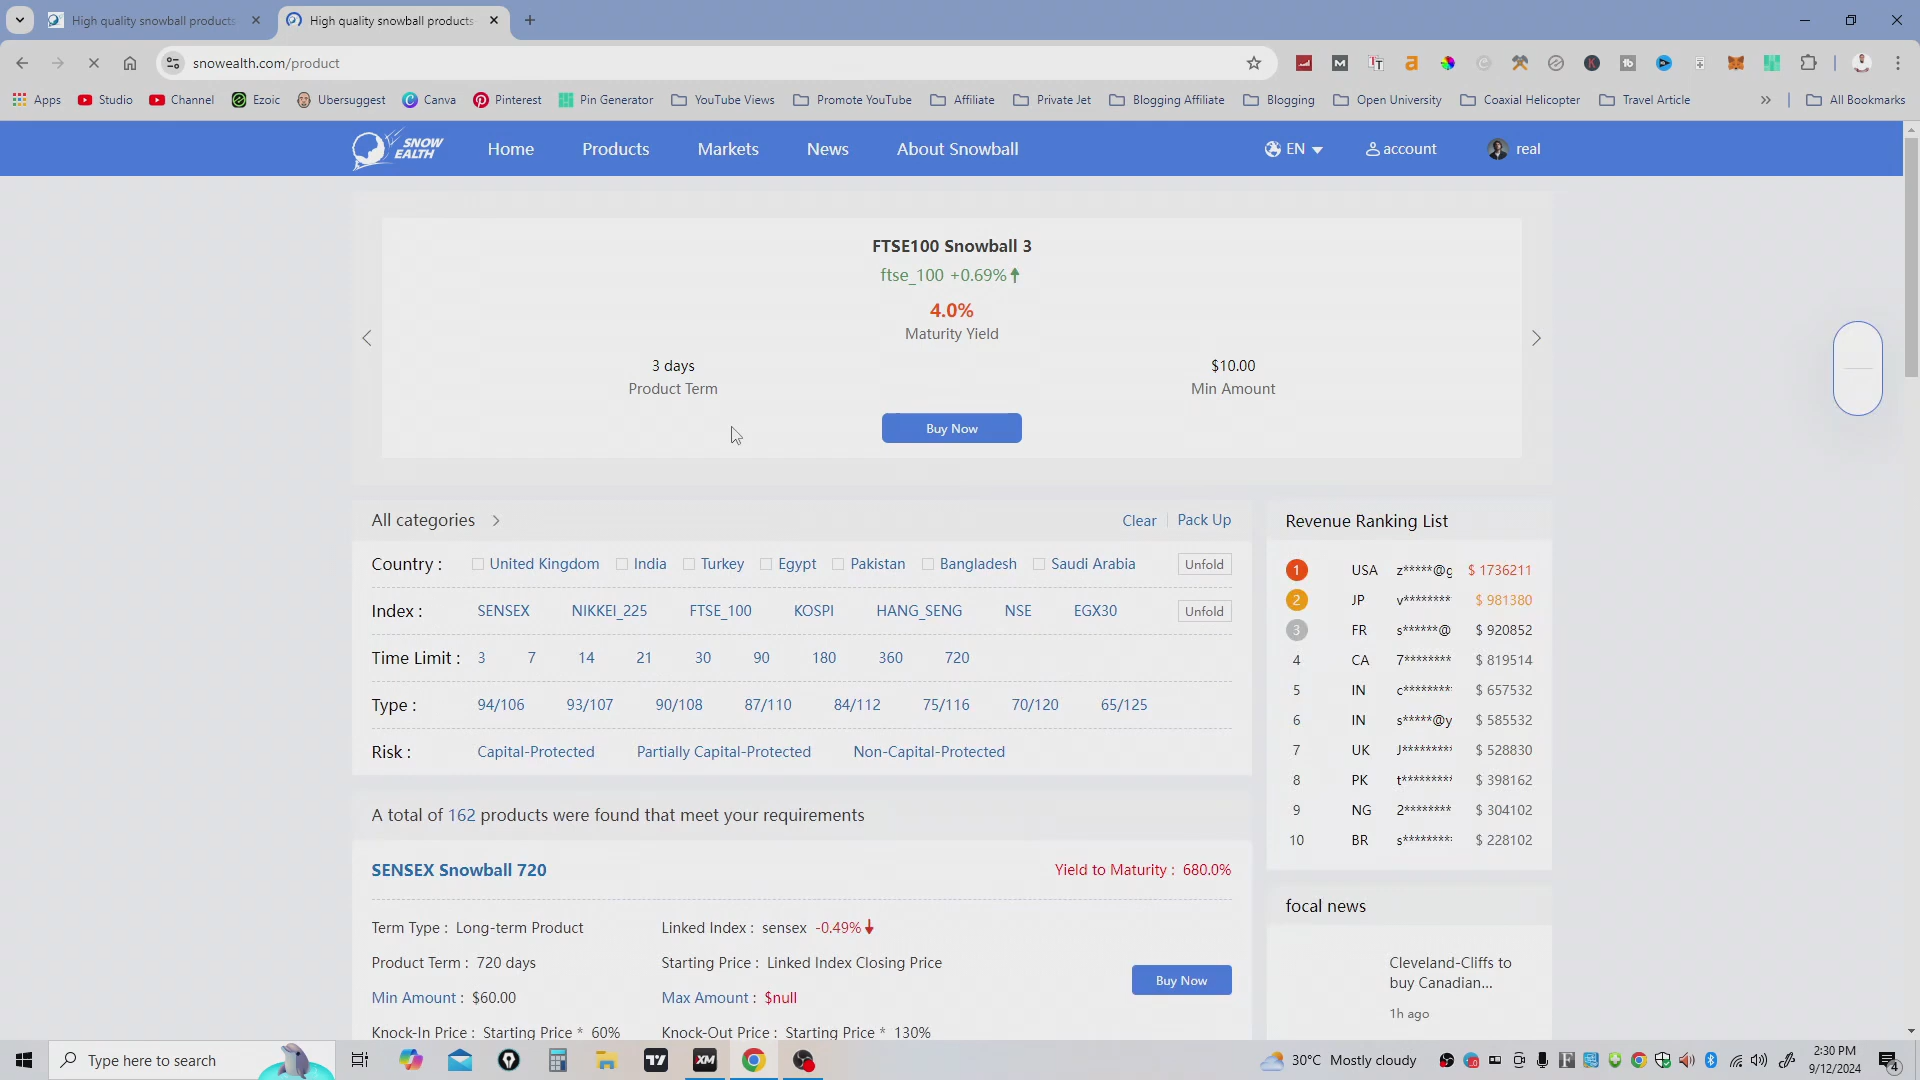 High quality snowball products
High quality snowball products
snowealth.com/product
Apps
Studio
Channel
Ezoic
Ubersuggest
Canva
Pinterest
Pin Generator
YouTube Views
Promote YouTube
Affiliate
Private Jet
Blogging Affiliate
Blogging
Open University
Coaxial Helicopter
Travel Article
All Bookmarks
SNOW
EALTH
Home Products Markets News About Snowball
EN account real
FTSE100 Snowball 3
ftse_100 +0.69%
4.0%
Maturity Yield
3 days $10.00
Product Term Min Amount
Buy Now
All categories Clear Pack Up
Country : United Kingdom India Turkey Egypt Pakistan Bangladesh Saudi Arabia Unfold
Index : SENSEX NIKKEI_225 FTSE_100 KOSPI HANG_SENG NSE EGX30 Unfold
Time Limit : 3 7 14 21 30 90 180 360 720
Type : 94/106 93/107 90/108 87/110 84/112 75/116 70/120 65/125
Risk : Capital-Protected Partially Capital-Protected Non-Capital-Protected
A total of 162 products were found that meet your requirements
SENSEX Snowball 720 Yield to Maturity : 680.0%
Term Type : Long-term Product Linked Index : sensex -0.49%
Product Term : 720 days Starting Price : Linked Index Closing Price
Buy Now
Min Amount : $60.00 Max Amount : $null
Knock-In Price : Starting Price * 60% Knock-Out Price : Starting Price * 130%
Revenue Ranking List
1 USA z*****@g $ 1736211
2 JP v******** $ 981380
3 FR s******@ $ 920852
4 CA 7******** $ 819514
5 IN c******** $ 657532
6 IN s*****@y $ 585532
7 UK J********* $ 528830
8 PK t********* $ 398162
9 NG 2******** $ 304102
10 BR s******** $ 228102
focal news
Cleveland-Cliffs to
buy Canadian...
1h ago
Type here to search
30°C Mostly cloudy
2:30 PM
9/12/2024
4